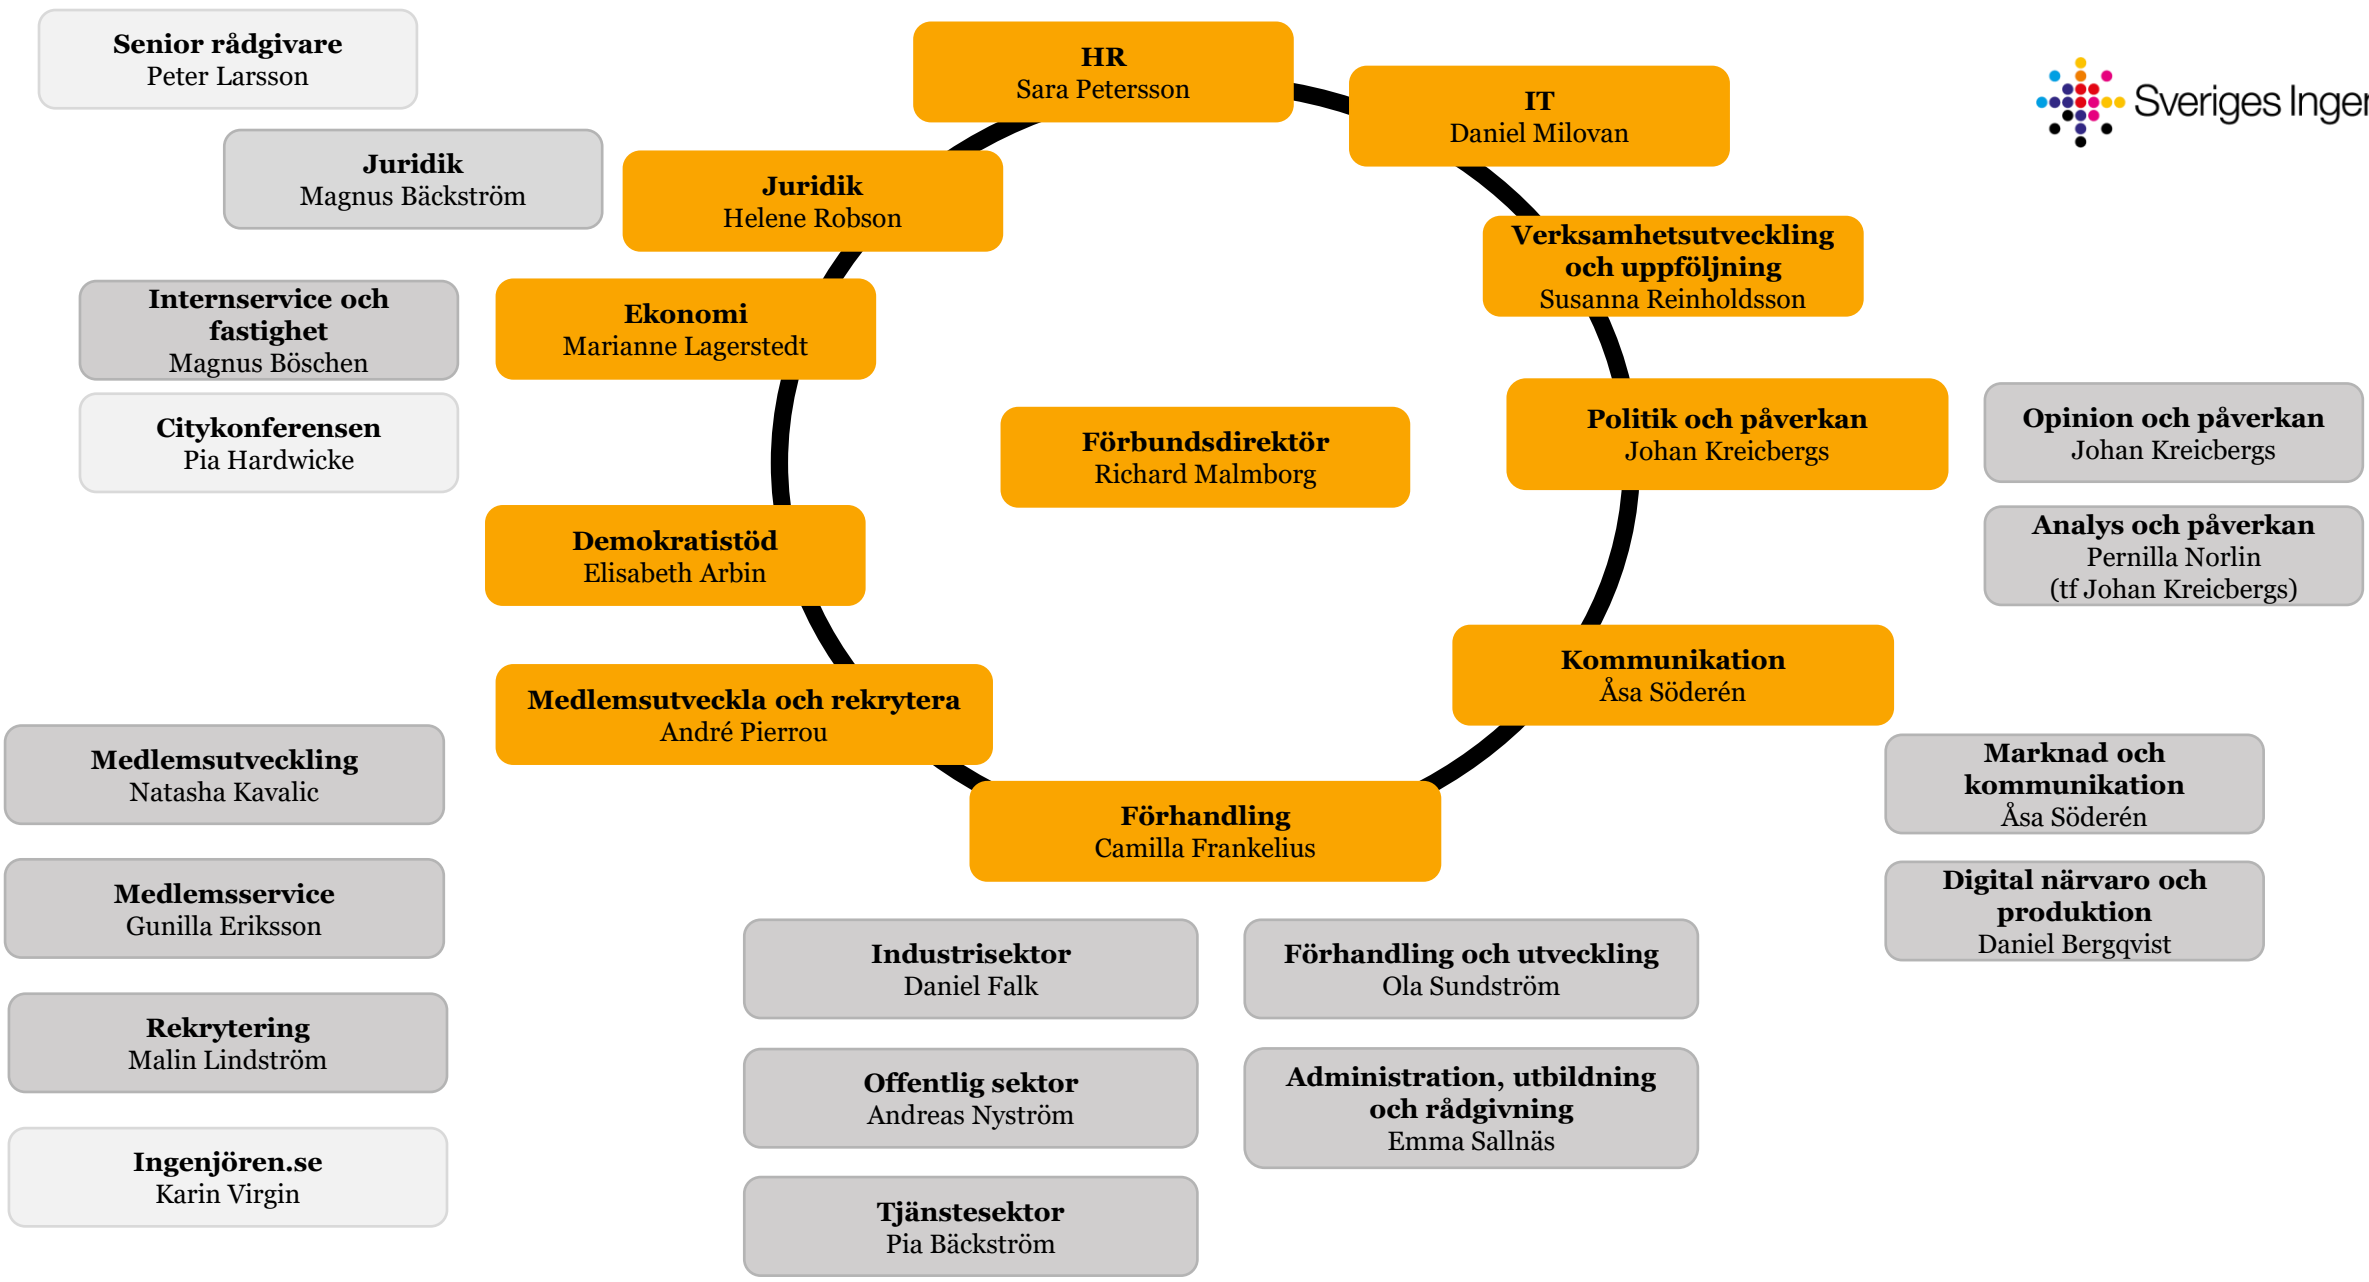 Senior rådgivare
Peter Larsson
HR
Sara Petersson
IT
Daniel Milovan
Sveriges Inger
Juridik
Magnus Bäckström
Juridik
Helene Robson
Verksamhetsutveckling
och uppföljning
Susanna Reinholdsson
Internservice och
fastighet
Magnus Böschen
Ekonomi
Marianne Lagerstedt
Citykonferensen
Pia Hardwicke
Förbundsdirektör
Richard Malmborg
Politik och påverkan
Johan Kreicbergs
Opinion och påverkan
Johan Kreicbergs
Demokratistöd
Elisabeth Arbin
Analys och påverkan
Pernilla Norlin
(tf Johan Kreicbergs)
Medlemsutveckla och rekrytera
André Pierrou
Kommunikation
Åsa Söderén
Medlemsutveckling
Natasha Kavalic
Förhandling
Camilla Frankelius
Marknad och
kommunikation
Åsa Söderén
Medlemsservice
Gunilla Eriksson
Digital närvaro och
produktion
Daniel Bergqvist
Industrisektor
Daniel Falk
Förhandling och utveckling
Ola Sundström
Rekrytering
Malin Lindström
Offentlig sektor
Andreas Nyström
Administration, utbildning
och rådgivning
Emma Sallnäs
Ingenjören.se
Karin Virgin
Tjänstesektor
Pia Bäckström